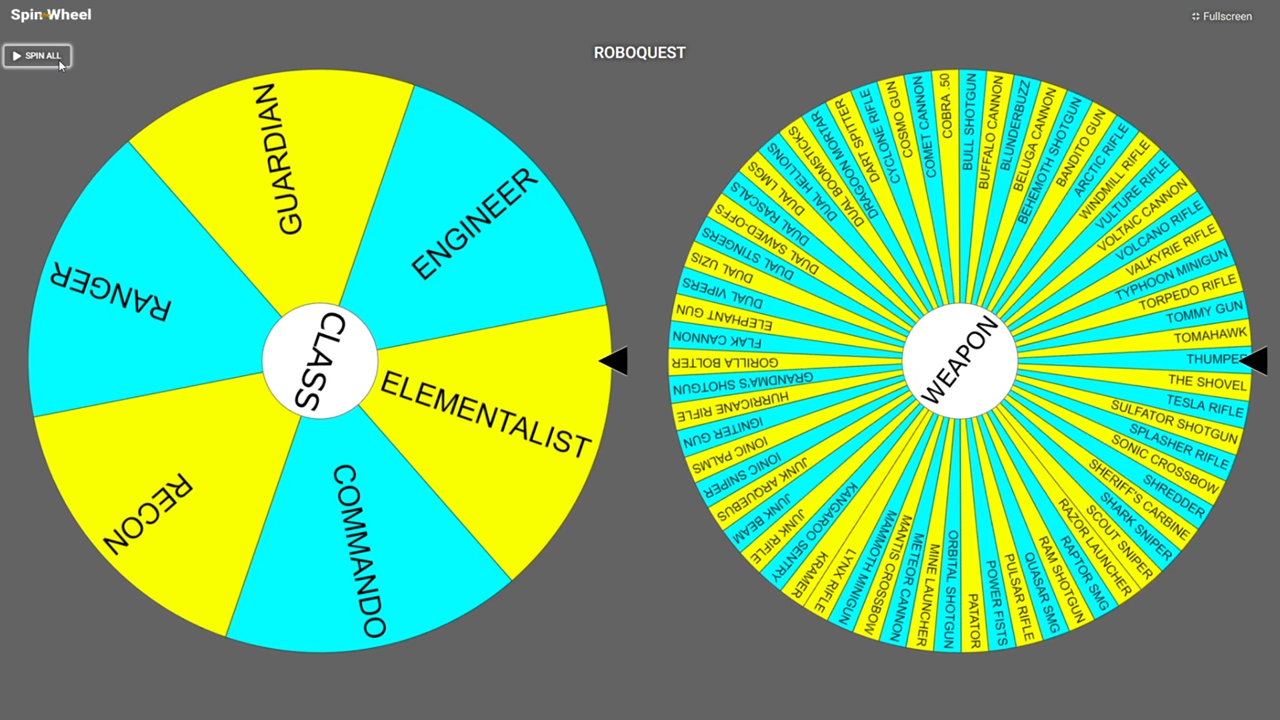 Spin Wheel
Fullscreen
SPIN ALL
ROBOQUEST
CLASS
GUARDIAN
ENGINEER
ELEMENTALIST
COMMANDO
RECON
RANGER
WEAPON
BULL SHOTGUN
BUFFALO CANNON
BLUNDERBUZZ
BELUGA CANNON
BEHEMOTH SHOTGUN
BANDITO GUN
ARCTIC RIFLE
WINDMILL RIFLE
VULTURE RIFLE
VOLTAIC CANNON
VOLCANO RIFLE
VALKYRIE RIFLE
TYPHOON MINIGUN
TORPEDO RIFLE
TOMMY GUN
TOMAHAWK
THUMPER
THE SHOVEL
TESLA RIFLE
SULFATOR SHOTGUN
SPLASHER RIFLE
SONIC CROSSBOW
SHREDDER
SHERIFF'S CARBINE
SHARK SNIPER
SCOUT SNIPER
RAZOR LAUNCHER
RAPTOR SMG
RAM SHOTGUN
QUASAR SMG
PULSAR RIFLE
POWER FISTS
PATATOR
ORBITAL SHOTGUN
MINE LAUNCHER
METEOR CANNON
MANTIS CROSSBOW
MAMMOTH MINIGUN
LYNX RIFLE
KRAMER
KANGAROO SENTRY
JUNK RIFLE
JUNK BEAM
JUNK ARQUEBUS
IONIC SNIPER
IONIC PALMS
IGNITER GUN
HURRICANE RIFLE
GRANDMA'S SHOTGUN
GORILLA BOLTER
FLAK CANNON
ELEPHANT GUN
DUAL VIPERS
DUAL UZIS
DUAL STINGERS
DUAL SAWED-OFFS
DUAL RASCALS
DUAL LMGS
DUAL HELLIONS
DUAL BOOMSTICKS
DRAGOON MORTAR
DART SPITTER
CYCLONE RIFLE
COSMO GUN
COMET CANNON
COBRA .50